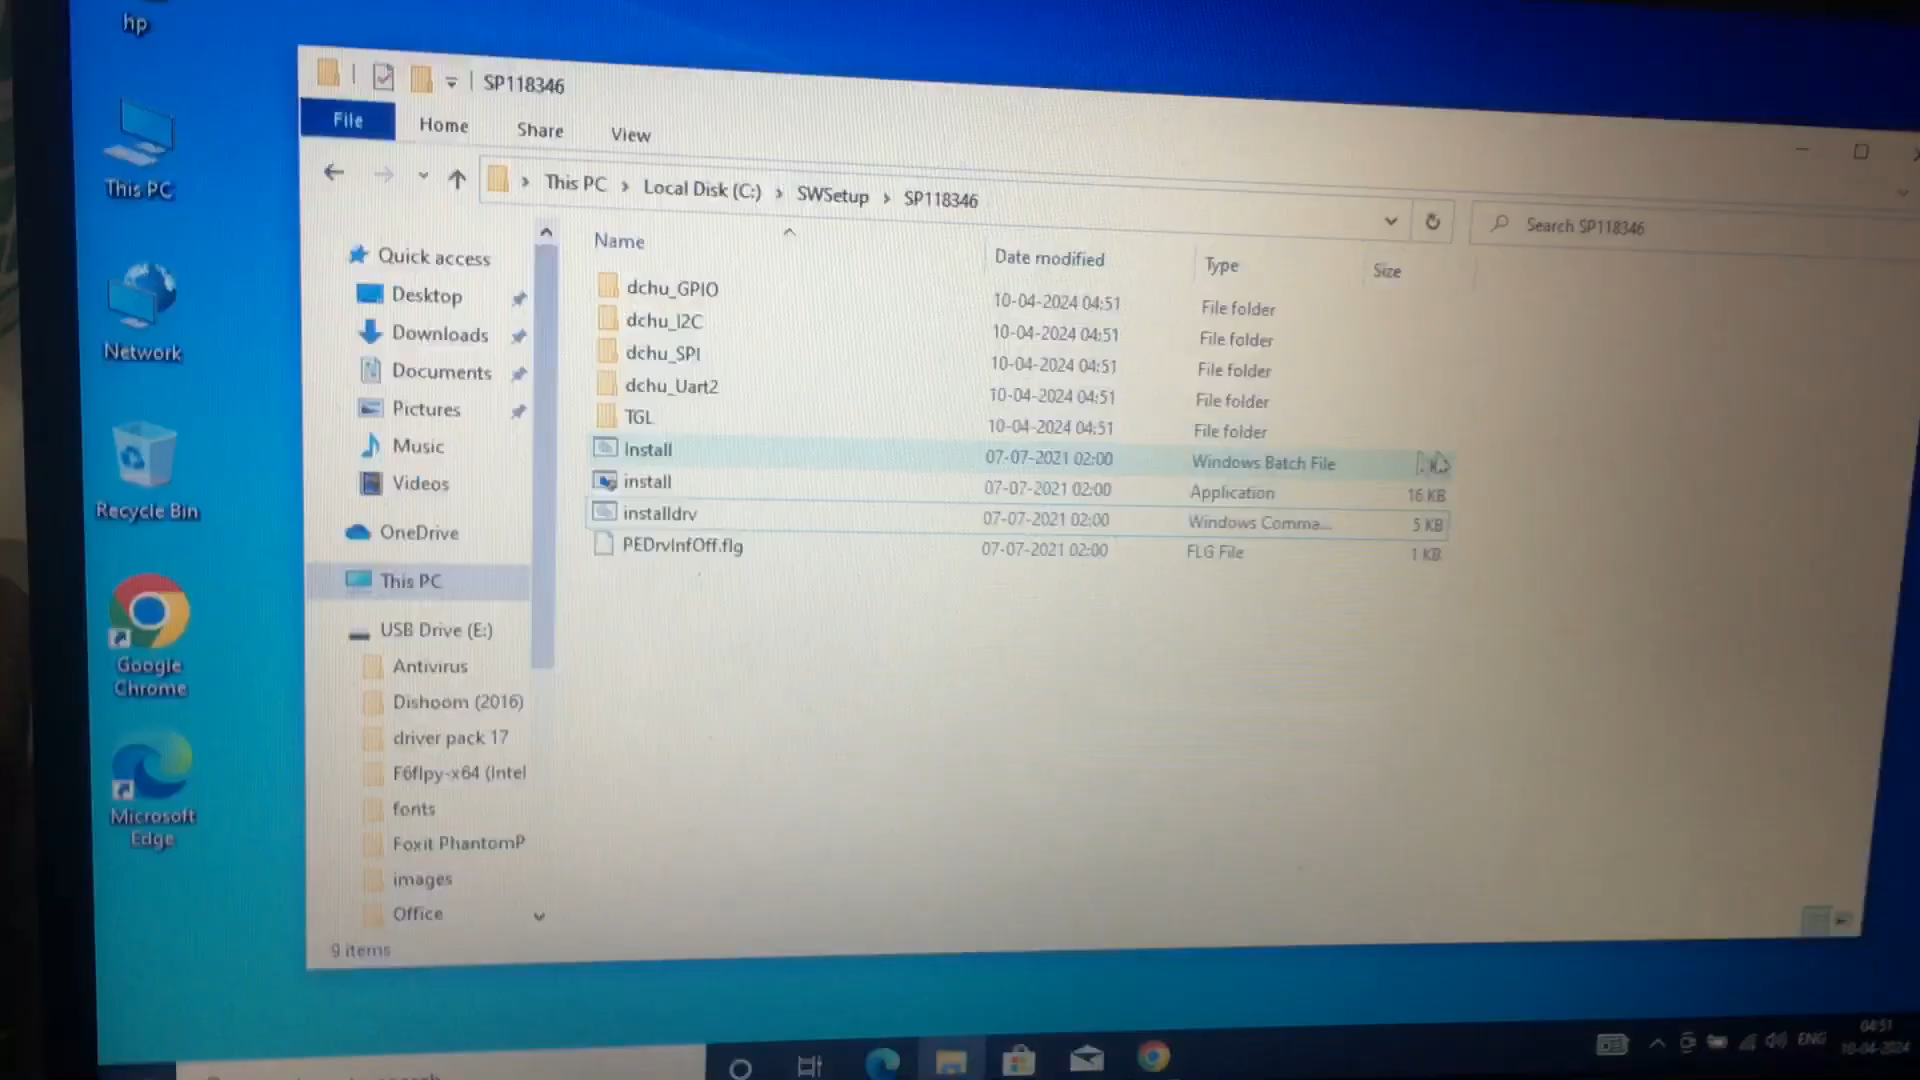 hp
This PC
Network
Recycle Bin
Google
Chrome
Microsoft
Edge
SP118346
File
Home
Share
View
This PC
Local Disk (C:)
SWSetup
SP118346
Search SP118346
Quick access
Desktop
Downloads
Documents
Pictures
Music
Videos
OneDrive
This PC
USB Drive (E:)
Antivirus
Dishoom (2016)
driver pack 17
F6flpy-x64 (Intel
fonts
Foxit PhantomP
images
Office
Name Date modified Type Size
dchu_GPIO 10-04-2024 04:51 File folder
dchu_I2C 10-04-2024 04:51 File folder
dchu_SPI 10-04-2024 04:51 File folder
dchu_Uart2 10-04-2024 04:51 File folder
TGL 10-04-2024 04:51 File folder
Install 07-07-2021 02:00 Windows Batch File
install 07-07-2021 02:00 Application 16 KB
installdrv 07-07-2021 02:00 Windows Comma... 5 KB
PEDrvInfOff.flg 07-07-2021 02:00 FLG File 1 KB
9 items
ENG
04:51
10-04-2024